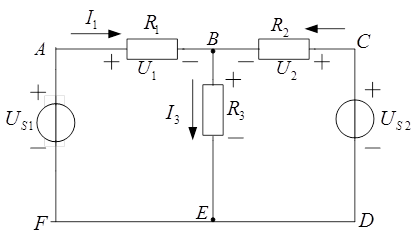 I1 R1 R2
A + U1 − B − U2 + C
+ + +
US1 I3 R3 US2
− − −
F E D